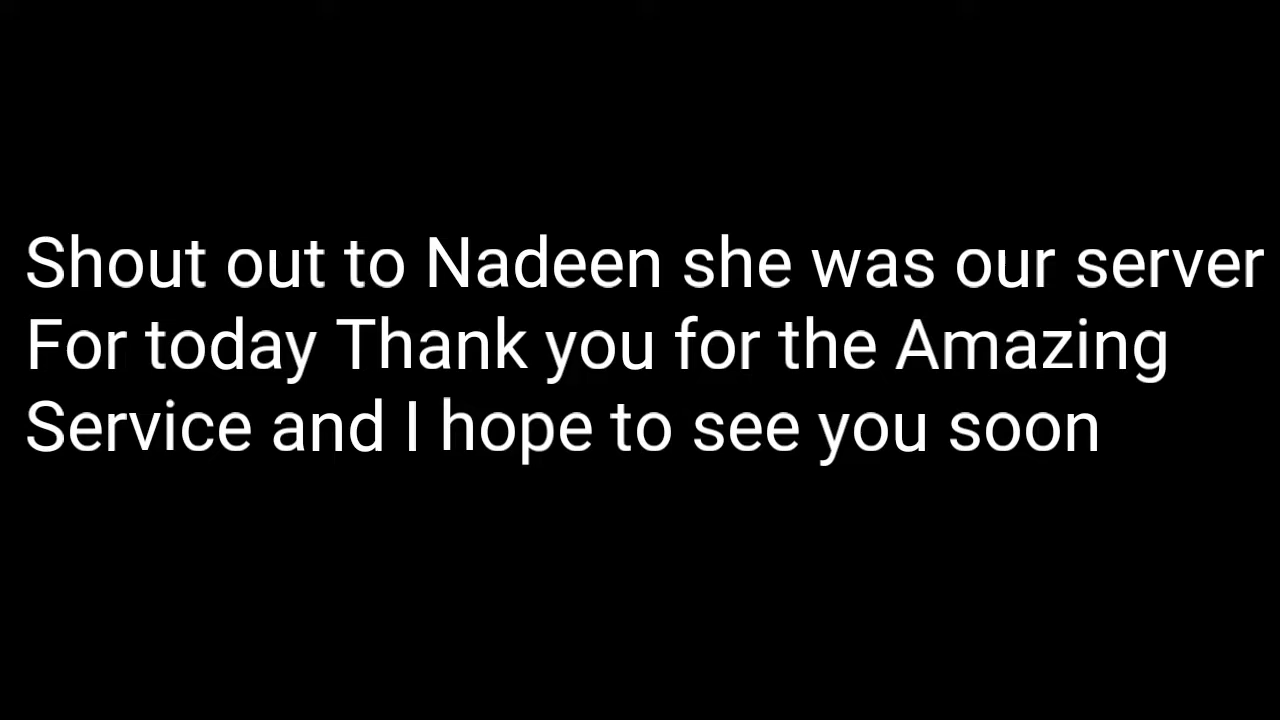 Shout out to Nadeen she was our server
For today Thank you for the Amazing
Service and I hope to see you soon